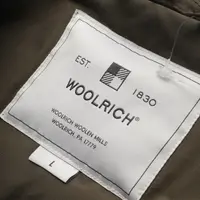 EST. 1830
WOOLRICH®
WOOLRICH WOOLEN MILLS
WOOLRICH, PA. 17779
L